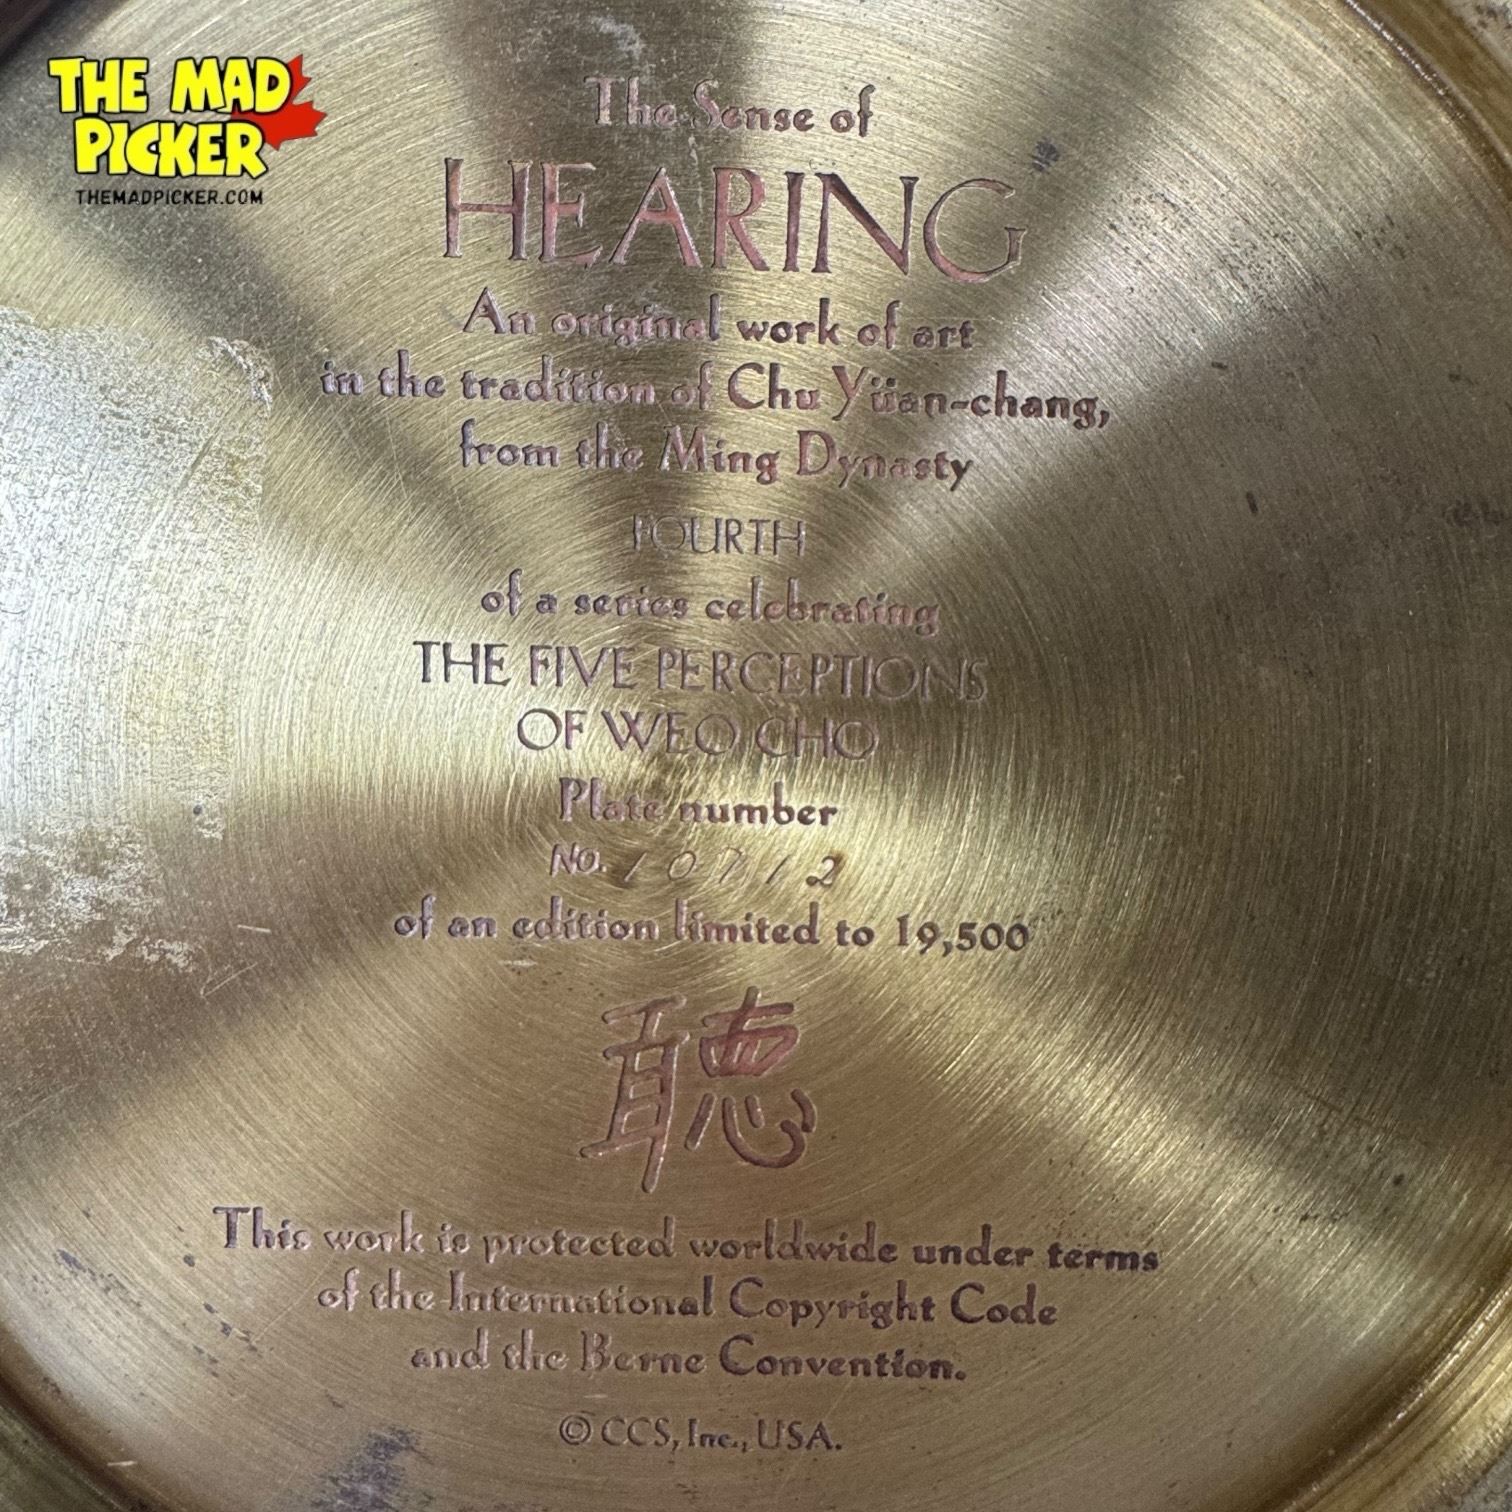 THE MAD
PICKER
THEMADPICKER.COM
The Sense of
HEARING
An original work of art
in the tradition of Chu Yüan-chang,
from the Ming Dynasty
FOURTH
of a series celebrating
THE FIVE PERCEPTIONS
OF WEO CHO
Plate number
NO. 10712
of an edition limited to 19,500
聽
This work is protected worldwide under terms
of the International Copyright Code
and the Berne Convention.
© CCS, Inc., USA.